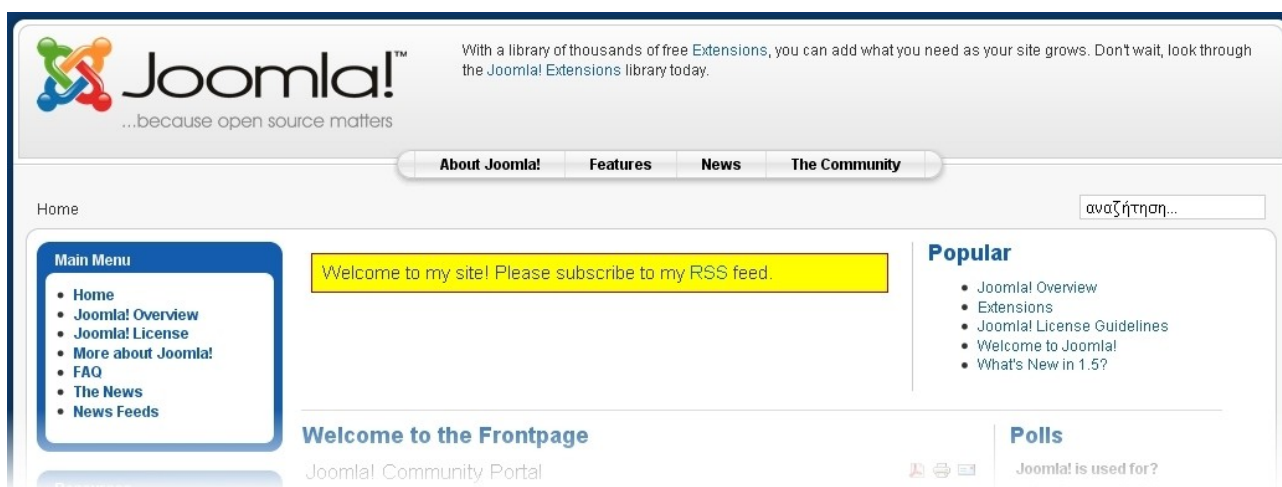 Joomla!™
...because open source matters
With a library of thousands of free Extensions, you can add what you need as your site grows. Don't wait, look through
the Joomla! Extensions library today.
About Joomla! Features News The Community
Home
αναζήτηση...
Main Menu
Home
Joomla! Overview
Joomla! License
More about Joomla!
FAQ
The News
News Feeds
Welcome to my site! Please subscribe to my RSS feed.
Popular
Joomla! Overview
Extensions
Joomla! License Guidelines
Welcome to Joomla!
What's New in 1.5?
Welcome to the Frontpage
Joomla! Community Portal
Polls
Joomla! is used for?